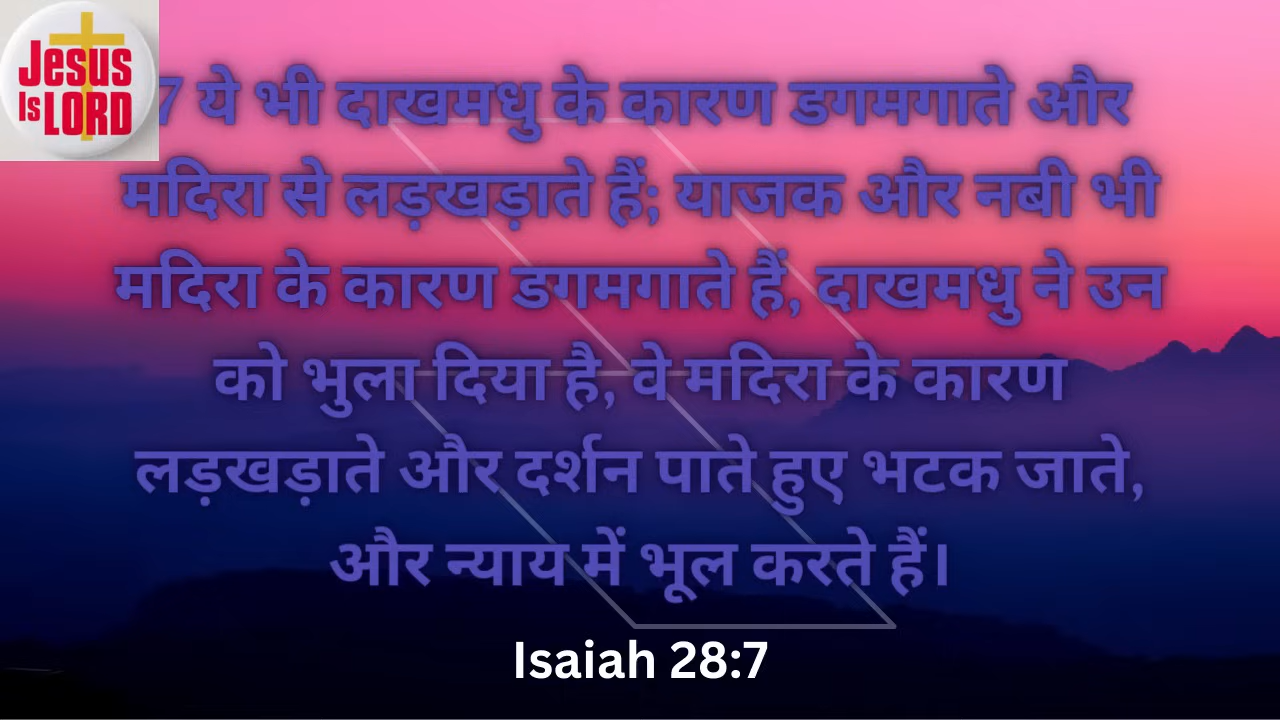 Jesus
Is LORD
7 ये भी दाखमधु के कारण डगमगाते और
मदिरा से लड़खड़ाते हैं; याजक और नबी भी
मदिरा के कारण डगमगाते हैं, दाखमधु ने उन
को भुला दिया है, वे मदिरा के कारण
लड़खड़ाते और दर्शन पाते हुए भटक जाते,
और न्याय में भूल करते हैं।
Isaiah 28:7